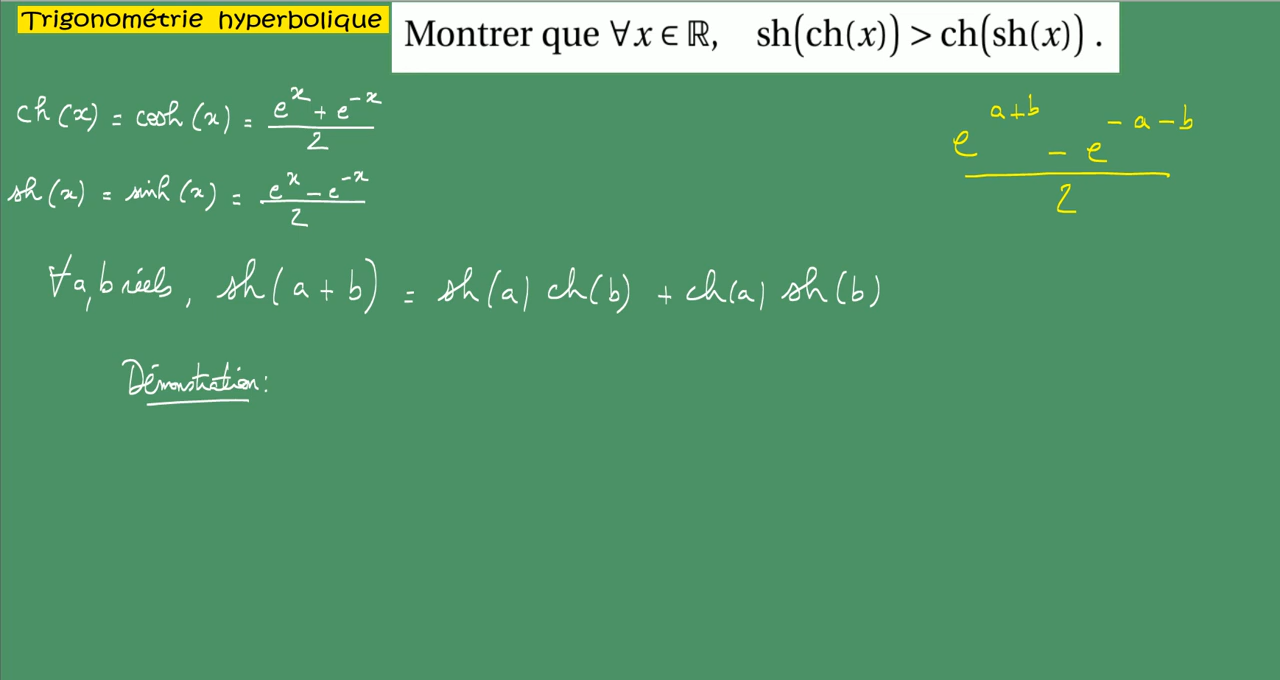 Trigonométrie hyperbolique
Montrer que ∀x ∈ ℝ, sh(ch(x)) > ch(sh(x)) .
ch(x) = cosh(x) = (e^x + e^-x)/2
sh(x) = sinh(x) = (e^x - e^-x)/2
(e^(a+b) - e^(-a-b))/2
∀a,b réels, sh(a+b) = sh(a) ch(b) + ch(a) sh(b)
Démonstration: